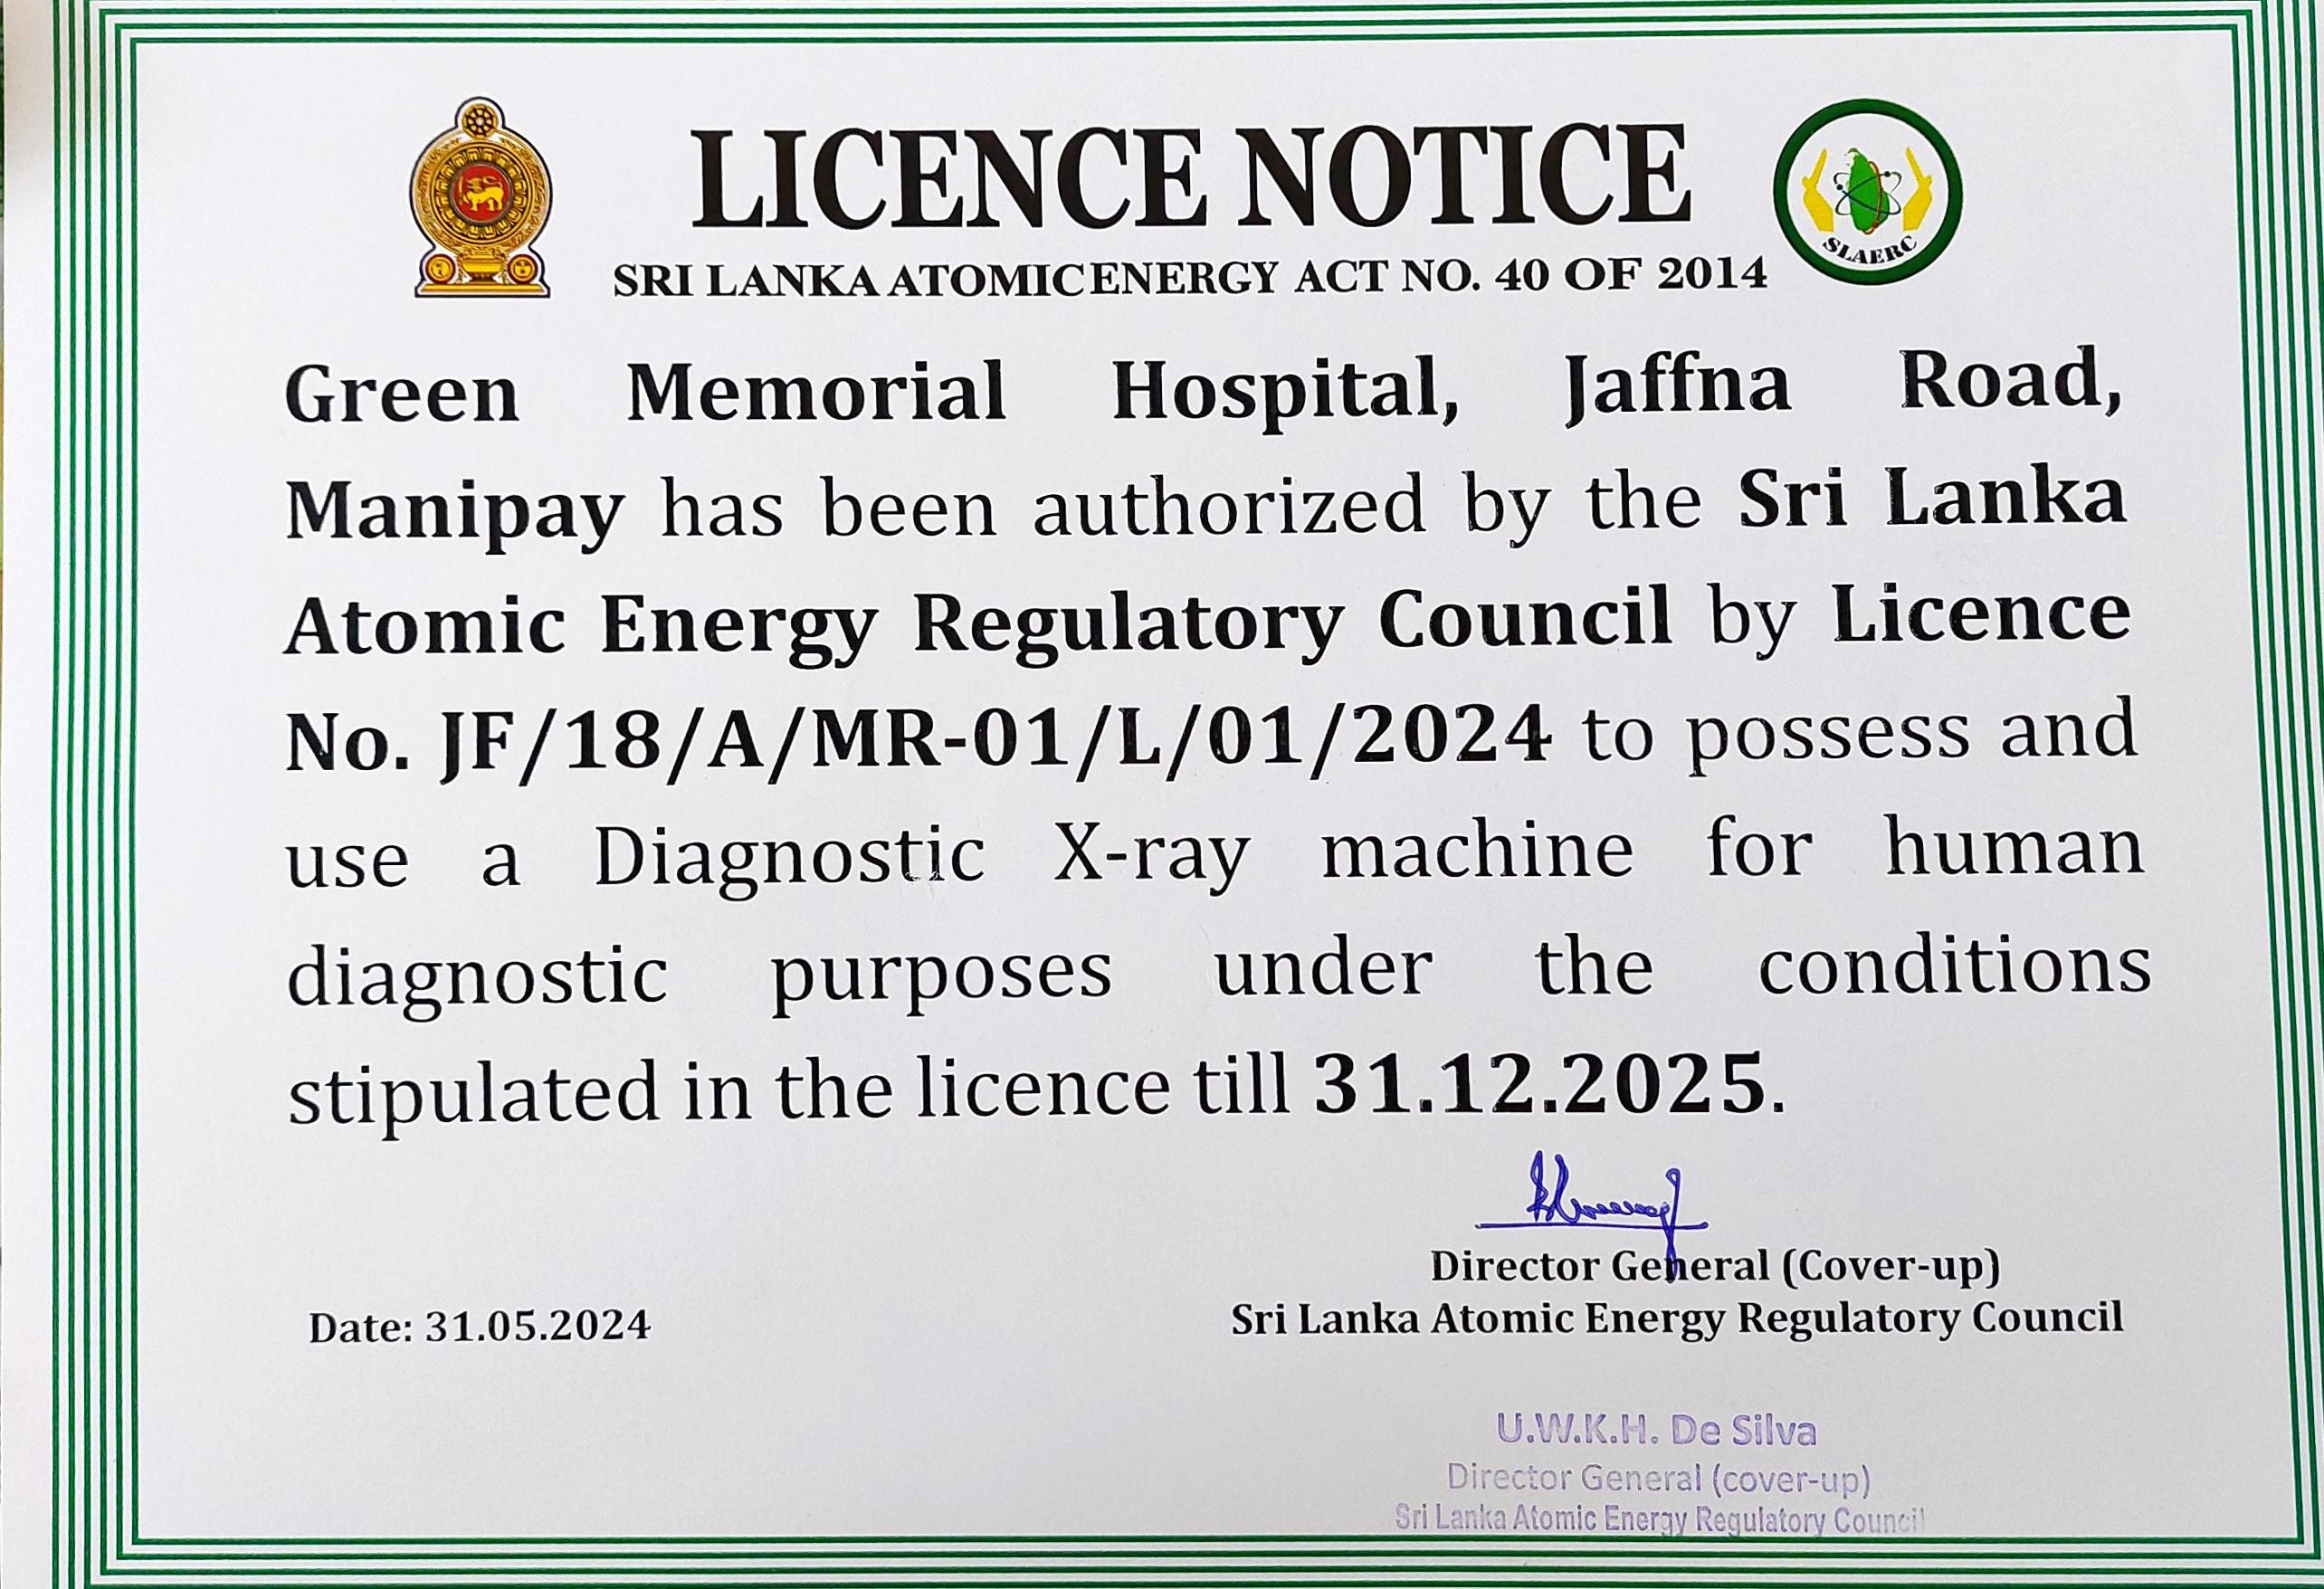 LICENCE NOTICE
SRI LANKA ATOMIC ENERGY ACT NO. 40 OF 2014
SLAERC
Green Memorial Hospital, Jaffna Road,
Manipay has been authorized by the Sri Lanka
Atomic Energy Regulatory Council by Licence
No. JF/18/A/MR-01/L/01/2024 to possess and
use a Diagnostic X-ray machine for human
diagnostic purposes under the conditions
stipulated in the licence till 31.12.2025.
Director General (Cover-up)
Sri Lanka Atomic Energy Regulatory Council
Date: 31.05.2024
U.W.K.H. De Silva
Director General (cover-up)
Sri Lanka Atomic Energy Regulatory Council